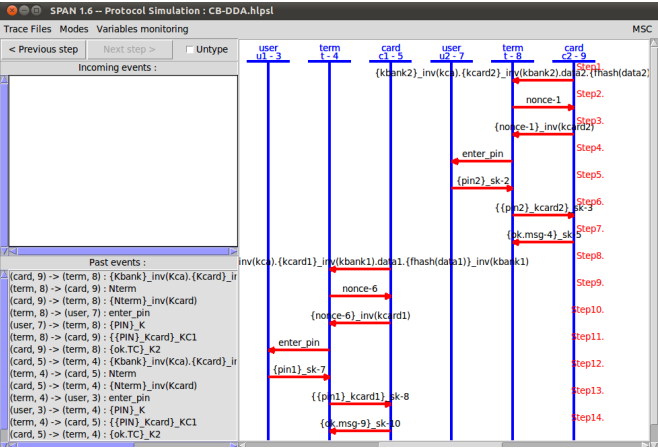 SPAN 1.6 -- Protocol Simulation : CB-DDA.hlpsl
Trace Files Modes Variables monitoring MSC
< Previous step Next step > Untype
Incoming events :
Past events :
(card, 9) -> (term, 8) : {Kbank}_inv(Kca).{Kcard}_in
(term, 8) -> (card, 9) : Nterm
(card, 9) -> (term, 8) : {Nterm}_inv(Kcard)
(term, 8) -> (user, 7) : enter_pin
(user, 7) -> (term, 8) : {PIN}_K
(term, 8) -> (card, 9) : {{PIN}_Kcard}_KC1
(card, 9) -> (term, 8) : {ok.TC}_K2
(card, 5) -> (term, 4) : {Kbank}_inv(Kca).{Kcard}_in
(term, 4) -> (card, 5) : Nterm
(card, 5) -> (term, 4) : {Nterm}_inv(Kcard)
(term, 4) -> (user, 3) : enter_pin
(user, 3) -> (term, 4) : {PIN}_K
(term, 4) -> (card, 5) : {{PIN}_Kcard}_KC1
(card, 5) -> (term, 4) : {ok.TC}_K2
user term card user term card
u1 - 3 t - 4 c1 - 5 u2 - 7 t - 8 c2 - 9
Step1.
{kbank2}_inv(kca).{kcard2}_inv(kbank2).data2.{fhash(data2)
Step2.
nonce-1
Step3.
{nonce-1}_inv(kcard2)
Step4.
enter_pin
Step5.
{pin2}_sk-2
Step6.
{{pin2}_kcard2}_sk-3
Step7.
{ok.msg-4}_sk-5
Step8.
inv(kca).{kcard1}_inv(kbank1).data1.{fhash(data1)}_inv(kbank1)
Step9.
nonce-6
Step10.
{nonce-6}_inv(kcard1)
Step11.
enter_pin
Step12.
{pin1}_sk-7
Step13.
{{pin1}_kcard1}_sk-8
Step14.
{ok.msg-9}_sk-10